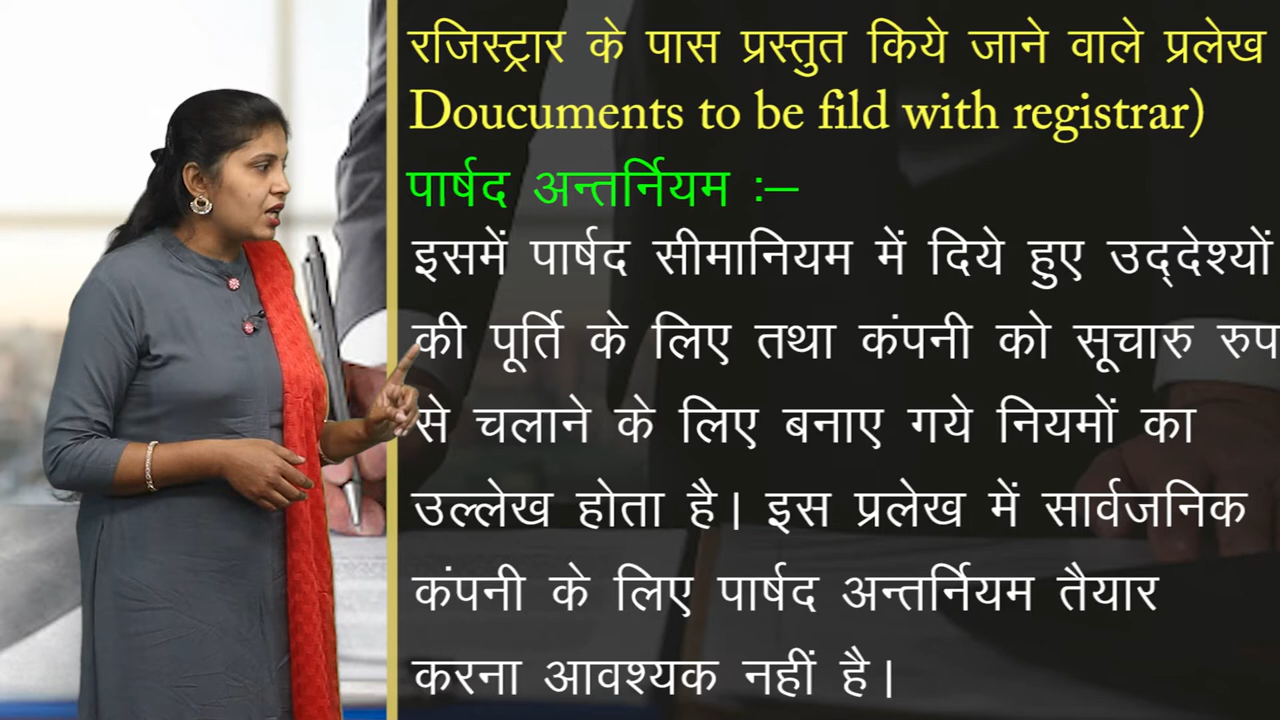 रजिस्ट्रार के पास प्रस्तुत किये जाने वाले प्रलेख
Doucuments to be fild with registrar)
पार्षद अन्तर्नियम :–
इसमें पार्षद सीमानियम में दिये हुए उद्देश्यों
की पूर्ति के लिए तथा कंपनी को सूचारु रुप
से चलाने के लिए बनाए गये नियमों का
उल्लेख होता है। इस प्रलेख में सार्वजनिक
कंपनी के लिए पार्षद अन्तर्नियम तैयार
करना आवश्यक नहीं है।